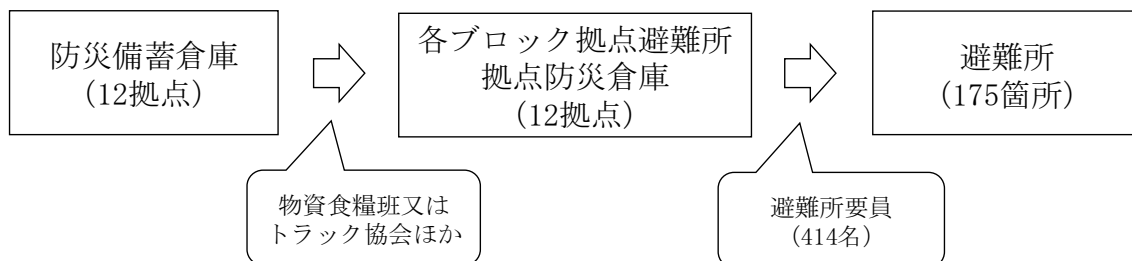 防災備蓄倉庫
(12拠点)
各ブロック拠点避難所
拠点防災倉庫
(12拠点)
避難所
(175箇所)
物資食糧班又は
トラック協会ほか
避難所要員
(414名)